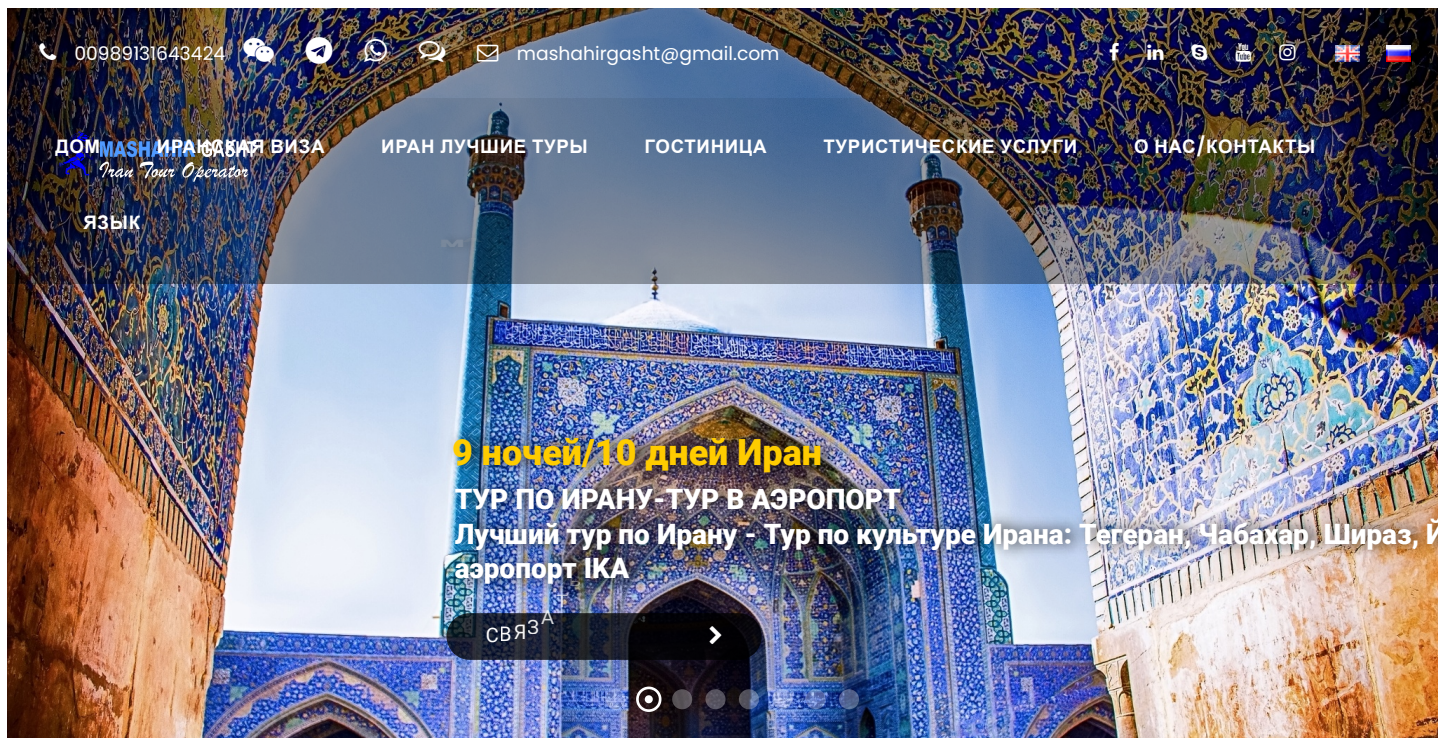 00989131643424 mashahirgasht@gmail.com
ДОМ ИРАНСКАЯ ВИЗА ИРАН ЛУЧШИЕ ТУРЫ ГОСТИНИЦА ТУРИСТИЧЕСКИЕ УСЛУГИ О НАС/КОНТАКТЫ
MASHAHIR GASHT
Iran Tour Operator
ЯЗЫК
9 ночей/10 дней Иран
ТУР ПО ИРАНУ-ТУР В АЭРОПОРТ
Лучший тур по Ирану - Тур по культуре Ирана: Тегеран, Чабахар, Шираз, Й
аэропорт IKA
СВЯЗА